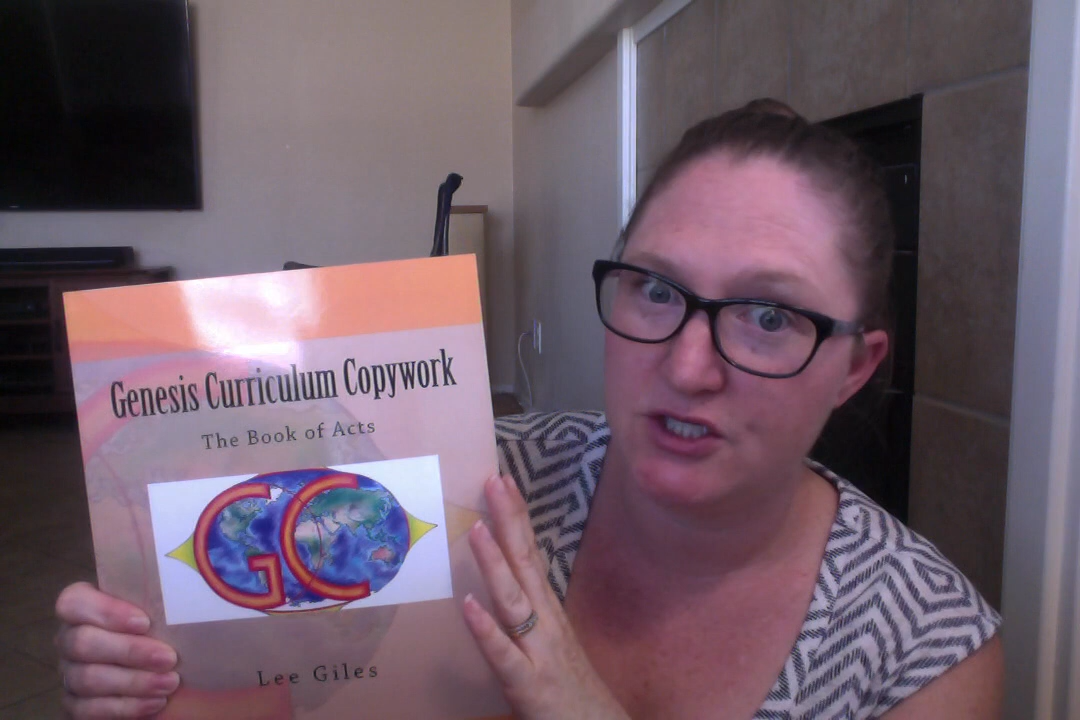 Genesis Curriculum Copywork
The Book of Acts
GC
Lee Giles